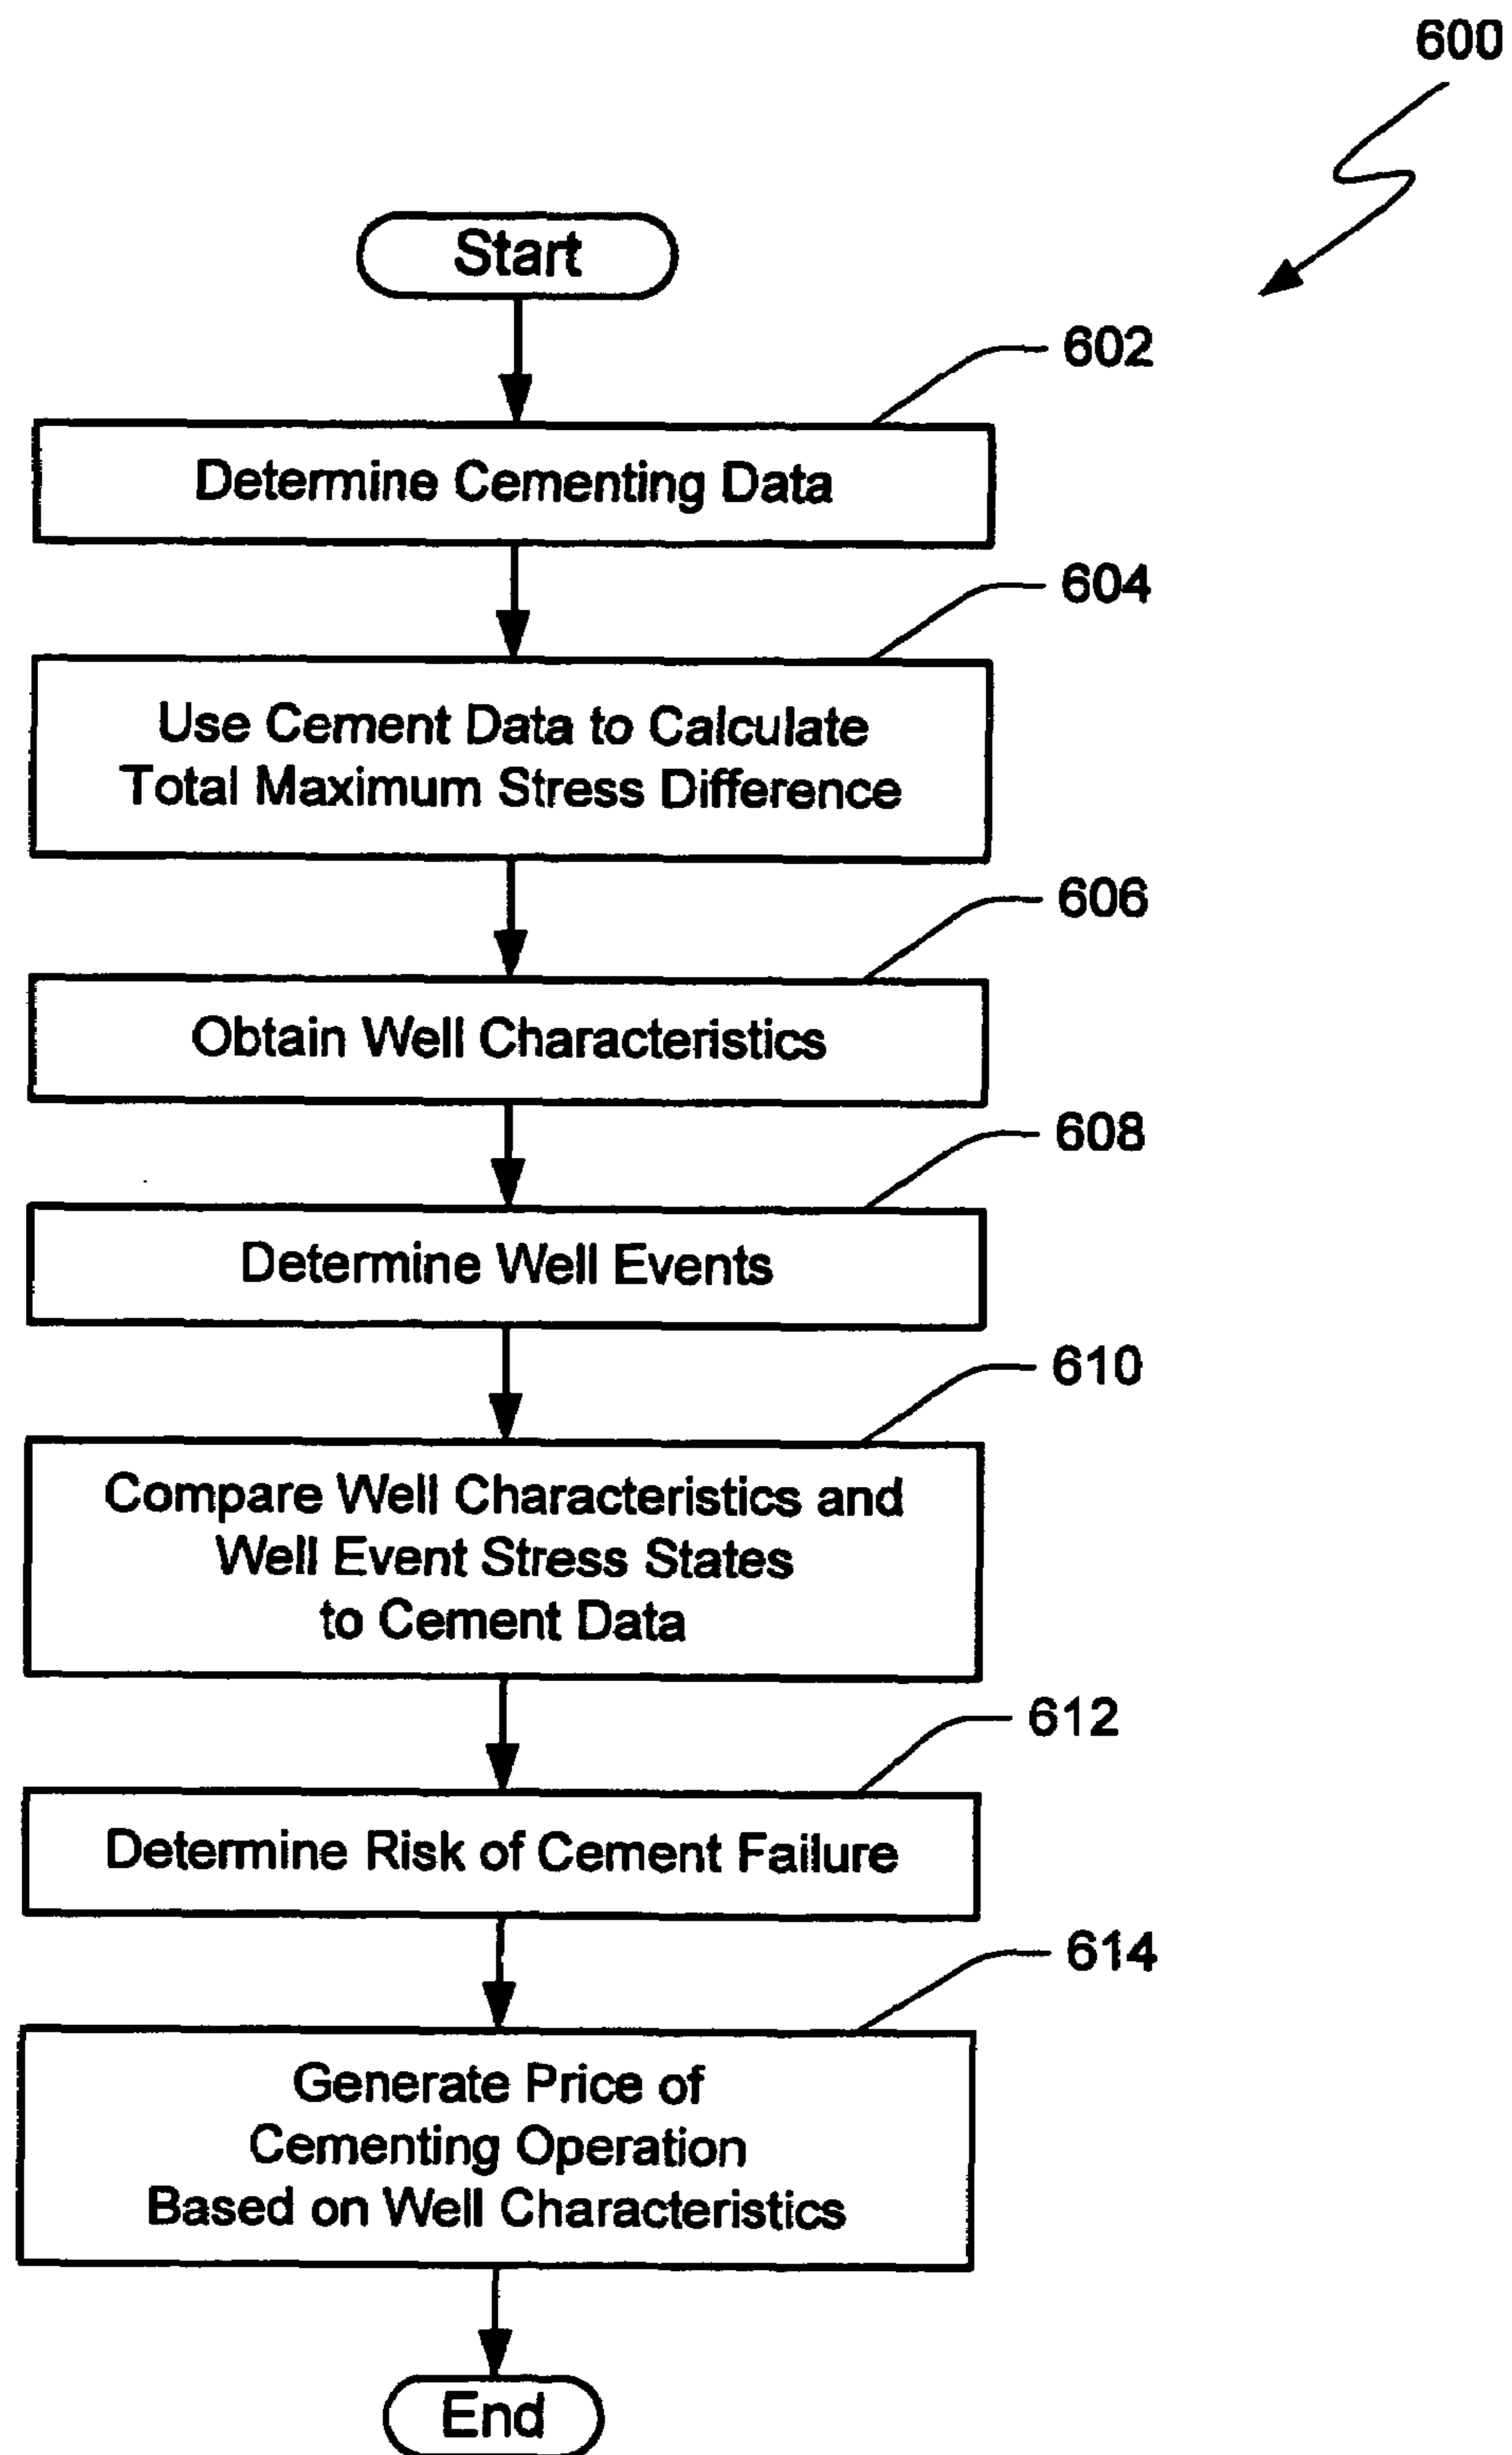 600
Start
602
Determine Cementing Data
604
Use Cement Data to Calculate
Total Maximum Stress Difference
606
Obtain Well Characteristics
608
Determine Well Events
610
Compare Well Characteristics and
Well Event Stress States
to Cement Data
612
Determine Risk of Cement Failure
614
Generate Price of
Cementing Operation
Based on Well Characteristics
End